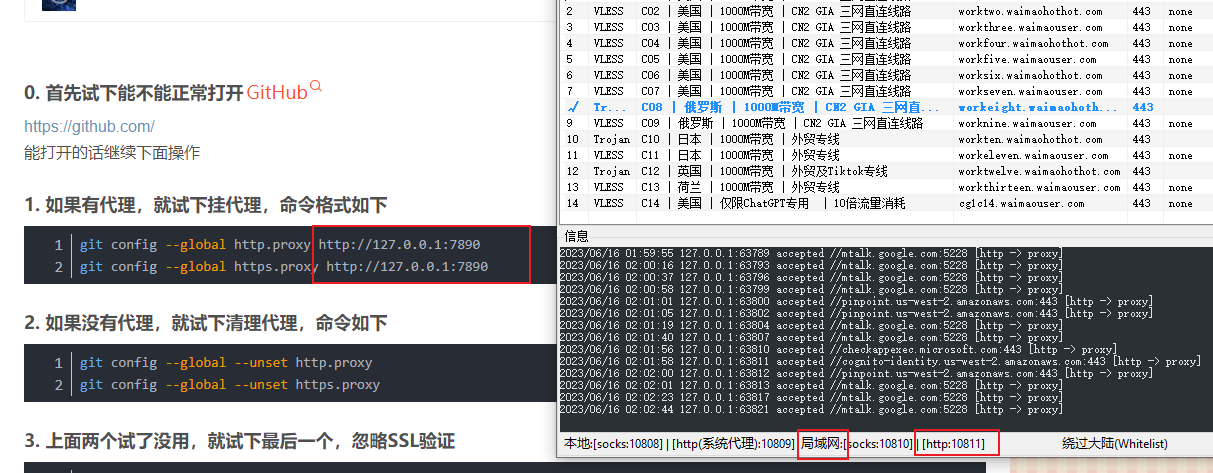 0. 首先试下能不能正常打开GitHub
https://github.com/
能打开的话继续下面操作
1. 如果有代理，就试下挂代理，命令格式如下
1 git config --global http.proxy http://127.0.0.1:7890
2 git config --global https.proxy http://127.0.0.1:7890
2. 如果没有代理，就试下清理代理，命令如下
1 git config --global --unset http.proxy
2 git config --global --unset https.proxy
3. 上面两个试了没用，就试下最后一个，忽略SSL验证
2 VLESS C02 | 美国 | 1000M带宽 | CN2 GIA 三网直连线路 worktwo.waimaohothot.com 443 none
3 VLESS C03 | 美国 | 1000M带宽 | CN2 GIA 三网直连线路 workthree.waimaouser.com 443 none
4 VLESS C04 | 美国 | 1000M带宽 | CN2 GIA 三网直连线路 workfour.waimaohothot.com 443 none
5 VLESS C05 | 美国 | 1000M带宽 | CN2 GIA 三网直连线路 workfive.waimaouser.com 443 none
6 VLESS C06 | 美国 | 1000M带宽 | CN2 GIA 三网直连线路 worksix.waimaohothot.com 443 none
7 VLESS C07 | 美国 | 1000M带宽 | CN2 GIA 三网直连线路 workseven.waimaouser.com 443 none
√ Tr... C08 | 俄罗斯 | 1000M带宽 | CN2 GIA 三网直... workeight.waimaohoth... 443
9 VLESS C09 | 俄罗斯 | 1000M带宽 | CN2 GIA 三网直连线路 worknine.waimaouser.com 443 none
10 Trojan C10 | 日本 | 1000M带宽 | 外贸专线 workten.waimaohothot.com 443
11 VLESS C11 | 日本 | 1000M带宽 | 外贸专线 workeleven.waimaouser.com 443 none
12 Trojan C12 | 英国 | 1000M带宽 | 外贸及Tiktok专线 worktwelve.waimaohothot.com 443
13 VLESS C13 | 荷兰 | 1000M带宽 | 外贸专线 workthirteen.waimaouser.com 443 none
14 VLESS C14 | 美国 | 仅限ChatGPT专用 | 10倍流量消耗 cg1c14.waimaouser.com 443 none
信息
2023/06/16 01:59:55 127.0.0.1:63789 accepted //mtalk.google.com:5228 [http -> proxy]
2023/06/16 02:00:16 127.0.0.1:63793 accepted //mtalk.google.com:5228 [http -> proxy]
2023/06/16 02:00:37 127.0.0.1:63796 accepted //mtalk.google.com:5228 [http -> proxy]
2023/06/16 02:00:58 127.0.0.1:63799 accepted //mtalk.google.com:5228 [http -> proxy]
2023/06/16 02:01:01 127.0.0.1:63800 accepted //pinpoint.us-west-2.amazonaws.com:443 [http -> proxy]
2023/06/16 02:01:05 127.0.0.1:63802 accepted //pinpoint.us-west-2.amazonaws.com:443 [http -> proxy]
2023/06/16 02:01:19 127.0.0.1:63804 accepted //mtalk.google.com:5228 [http -> proxy]
2023/06/16 02:01:40 127.0.0.1:63807 accepted //mtalk.google.com:5228 [http -> proxy]
2023/06/16 02:01:56 127.0.0.1:63810 accepted //checkappexec.microsoft.com:443 [http -> proxy]
2023/06/16 02:01:58 127.0.0.1:63811 accepted //cognito-identity.us-west-2.amazonaws.com:443 [http -> proxy]
2023/06/16 02:02:00 127.0.0.1:63812 accepted //pinpoint.us-west-2.amazonaws.com:443 [http -> proxy]
2023/06/16 02:02:01 127.0.0.1:63813 accepted //mtalk.google.com:5228 [http -> proxy]
2023/06/16 02:02:23 127.0.0.1:63817 accepted //mtalk.google.com:5228 [http -> proxy]
2023/06/16 02:02:44 127.0.0.1:63821 accepted //mtalk.google.com:5228 [http -> proxy]
本地:[socks:10808] | [http(系统代理):10809] 局域网:[socks:10810] | [http:10811] 绕过大陆(Whitelist)